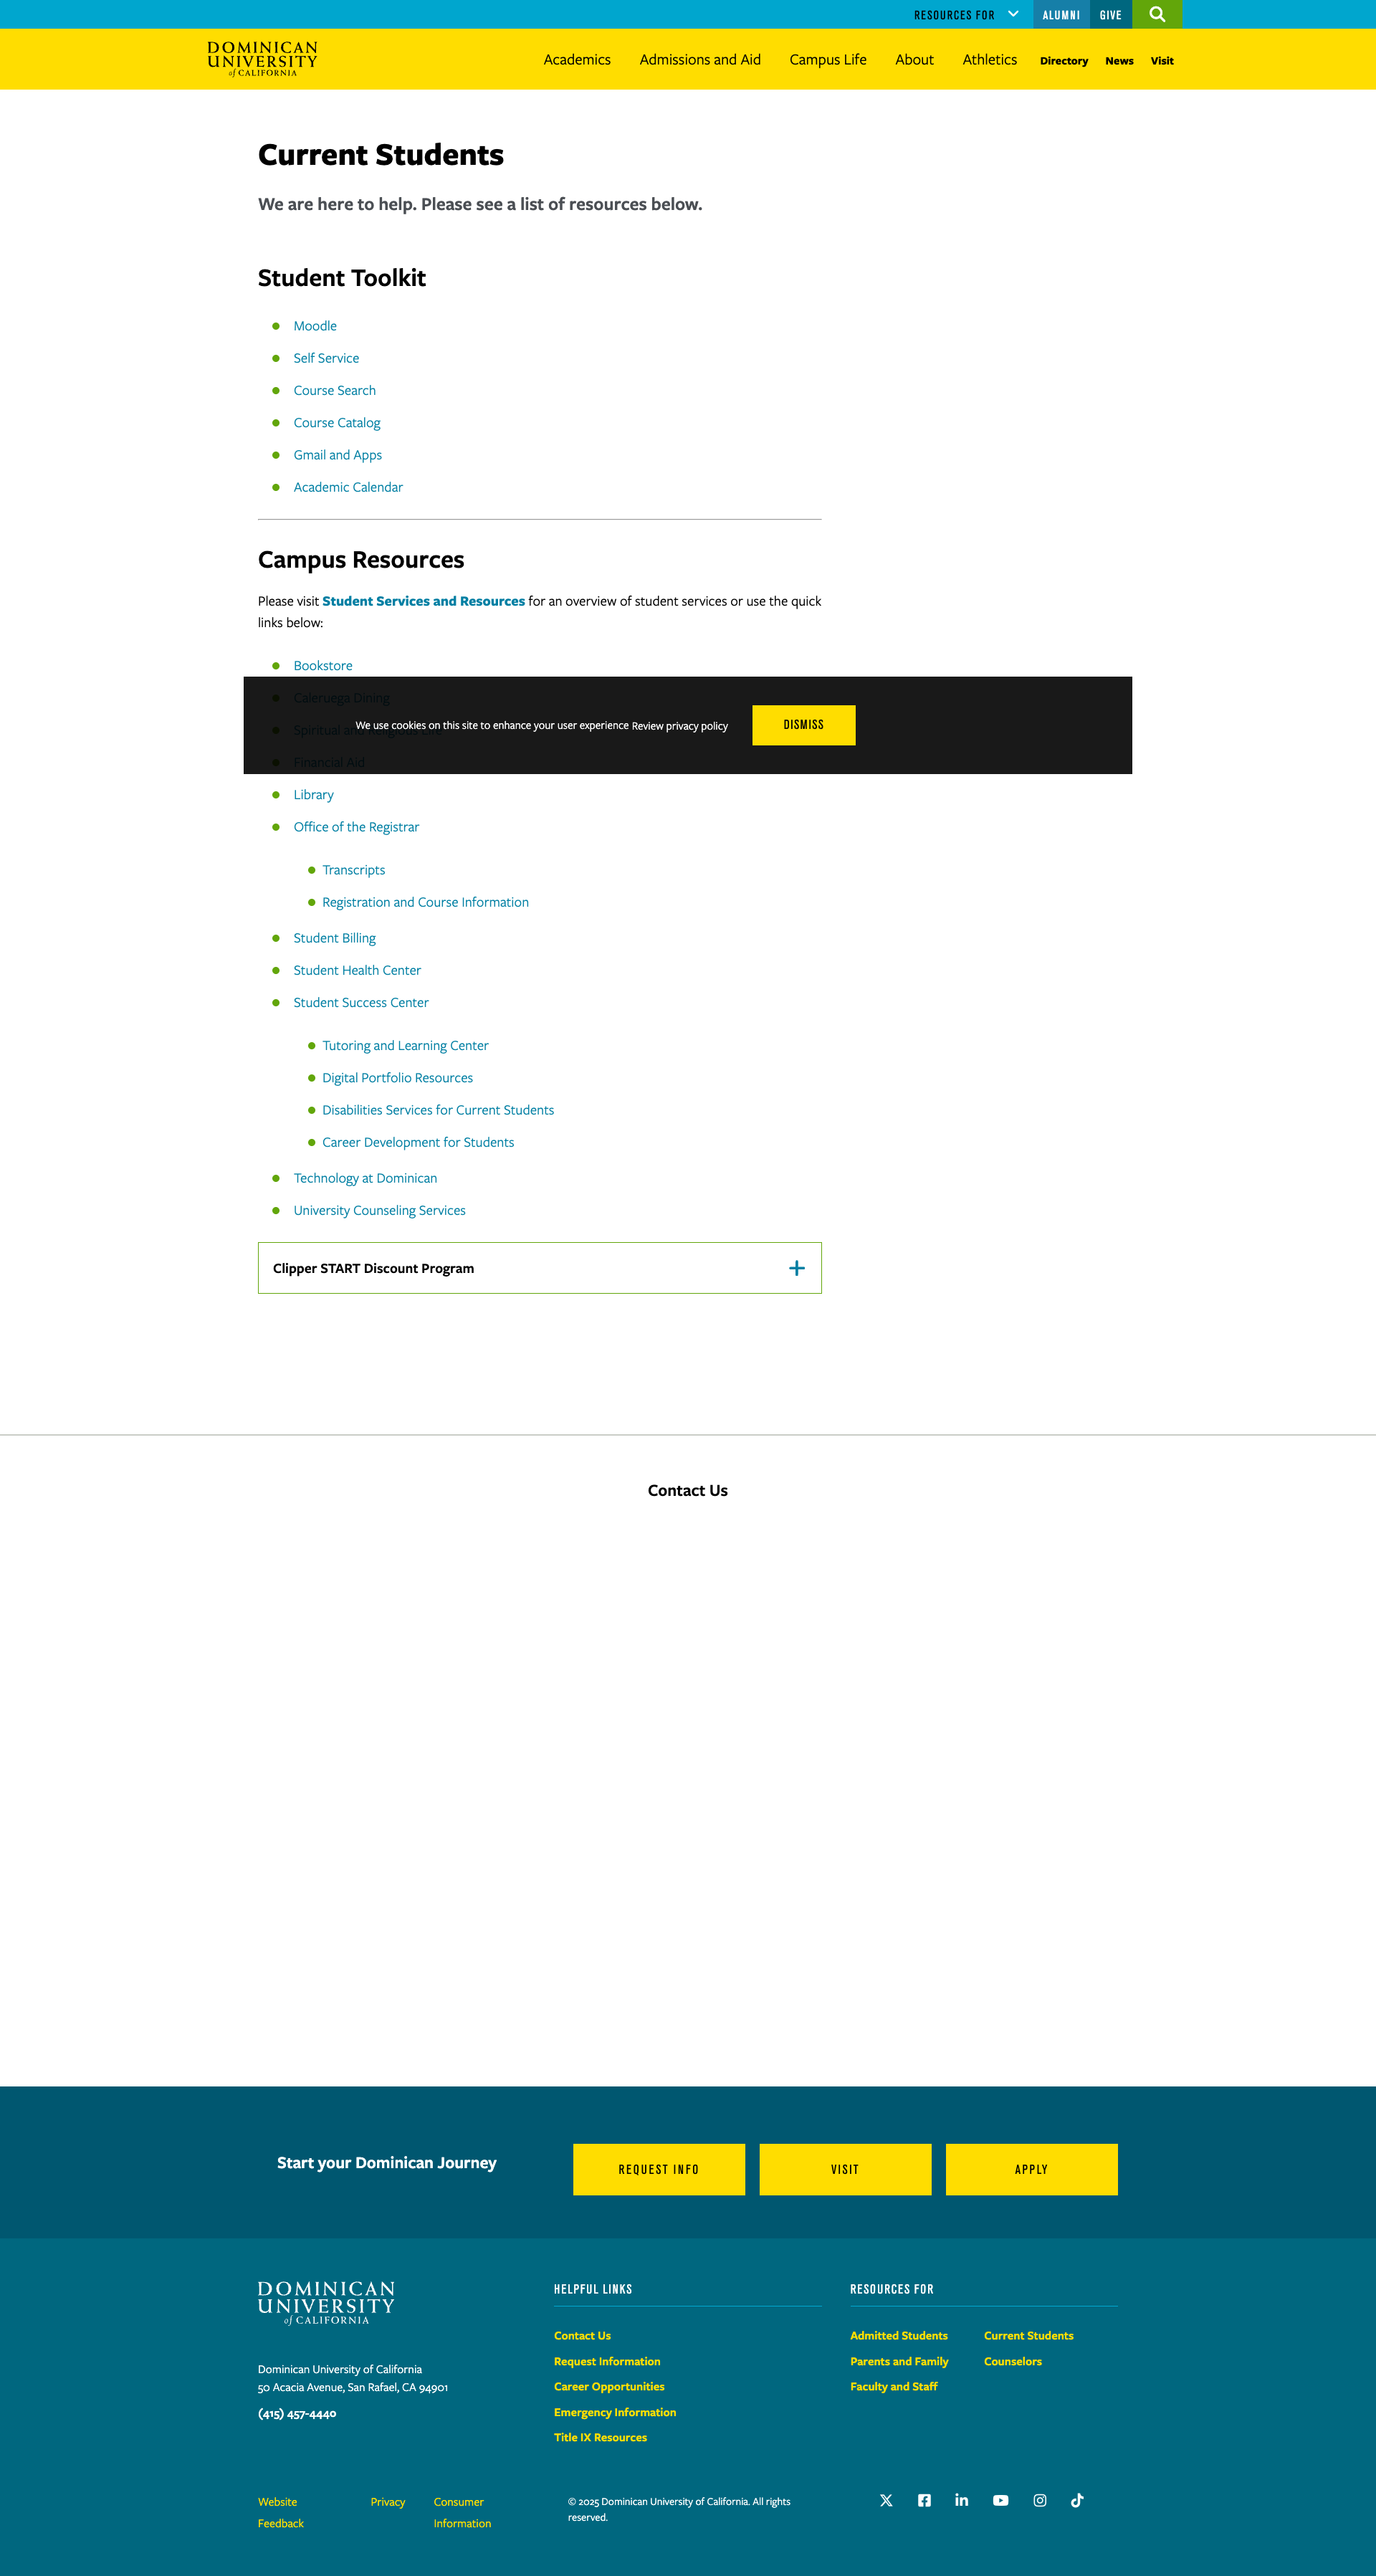 RESOURCES FOR
ALUMNI
GIVE
DOMINICAN
UNIVERSITY
of CALIFORNIA
Academics
Admissions and Aid
Campus Life
About
Athletics
Directory
News
Visit
Current Students
We are here to help. Please see a list of resources below.
Student Toolkit
Moodle
Self Service
Course Search
Course Catalog
Gmail and Apps
Academic Calendar
Campus Resources
Please visit Student Services and Resources for an overview of student services or use the quick
links below:
Bookstore
Caleruega Dining
Spiritual and
We use cookies on this site to enhance your user experience Review privacy policy
DISMISS
Financial Aid
Library
Office of the Registrar
Transcripts
Registration and Course Information
Student Billing
Student Health Center
Student Success Center
Tutoring and Learning Center
Digital Portfolio Resources
Disabilities Services for Current Students
Career Development for Students
Technology at Dominican
University Counseling Services
Clipper START Discount Program
Contact Us
Start your Dominican Journey
REQUEST INFO
VISIT
APPLY
DOMINICAN
UNIVERSITY
of CALIFORNIA
Dominican University of California
50 Acacia Avenue, San Rafael, CA 94901
(415) 457-4440
HELPFUL LINKS
Contact Us
Request Information
Career Opportunities
Emergency Information
Title IX Resources
RESOURCES FOR
Admitted Students
Parents and Family
Faculty and Staff
Current Students
Counselors
Website
Feedback
Privacy
Consumer
Information
© 2025 Dominican University of California. All rights
reserved.